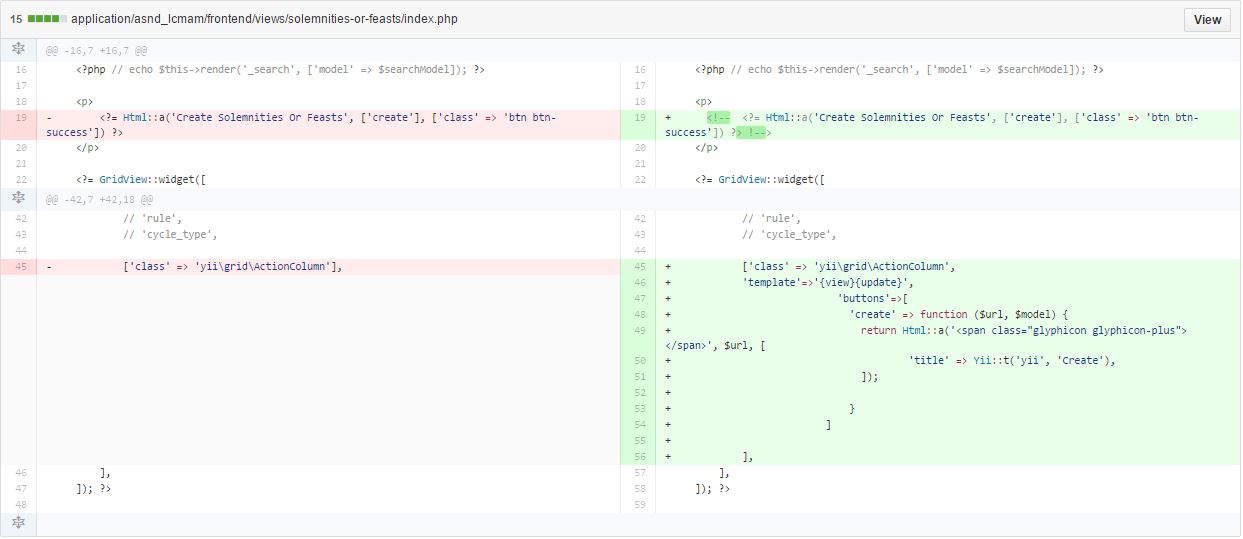 15 application/asnd_lcmam/frontend/views/solemnities-or-feasts/index.php View
@@ -16,7 +16,7 @@
16 <?php // echo $this->render('_search', ['model' => $searchModel]); ?> 16 <?php // echo $this->render('_search', ['model' => $searchModel]); ?>
17 17
18 <p> 18 <p>
19 - <?= Html::a('Create Solemnities Or Feasts', ['create'], ['class' => 'btn btn- 19 + <!-- <?= Html::a('Create Solemnities Or Feasts', ['create'], ['class' => 'btn btn-
success']) ?> success']) ?> !-->
20 </p> 20 </p>
21 21
22 <?= GridView::widget([ 22 <?= GridView::widget([
@@ -42,7 +42,18 @@
42 // 'rule', 42 // 'rule',
43 // 'cycle_type', 43 // 'cycle_type',
44 44
45 - ['class' => 'yii\grid\ActionColumn'], 45 + ['class' => 'yii\grid\ActionColumn',
46 + 'template'=>'{view}{update}',
47 + 'buttons'=>[
48 + 'create' => function ($url, $model) {
49 + return Html::a('<span class="glyphicon glyphicon-plus">
</span>', $url, [
50 + 'title' => Yii::t('yii', 'Create'),
51 + ]);
52 +
53 + }
54 + ]
55 +
56 + ],
46 ], 57 ],
47 ]); ?> 58 ]); ?>
48 59